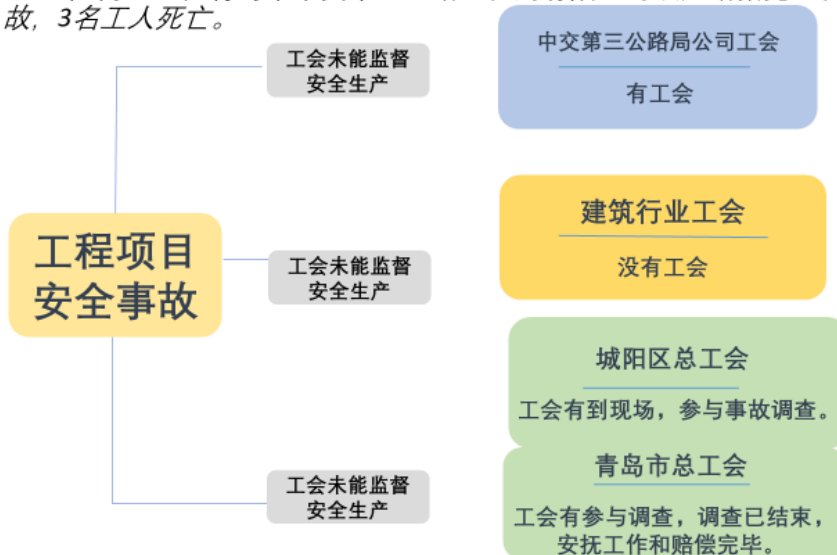 故，3名工人死亡。
工会未能监督
安全生产
中交第三公路局公司工会
有工会
工程项目
安全事故
工会未能监督
安全生产
建筑行业工会
没有工会
城阳区总工会
工会有到现场，参与事故调查。
工会未能监督
安全生产
青岛市总工会
工会有参与调查，调查已结束，
安抚工作和赔偿完毕。